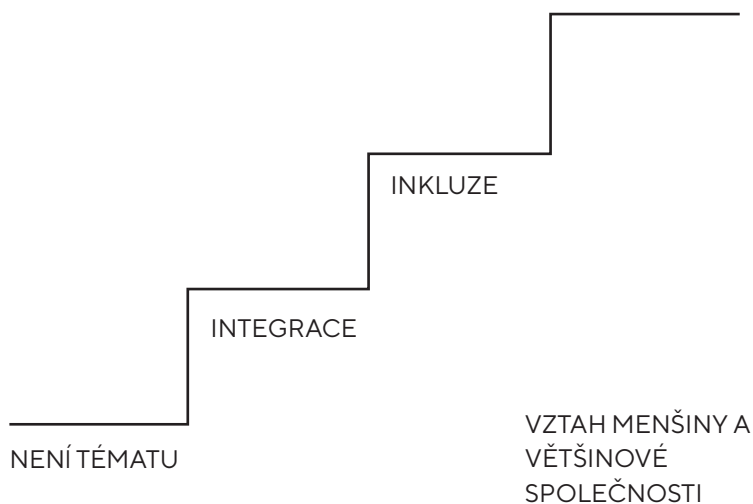 INKLUZE
INTEGRACE
NENÍ TÉMATU
VZTAH MENŠINY A
VĚTŠINOVÉ
SPOLEČNOSTI